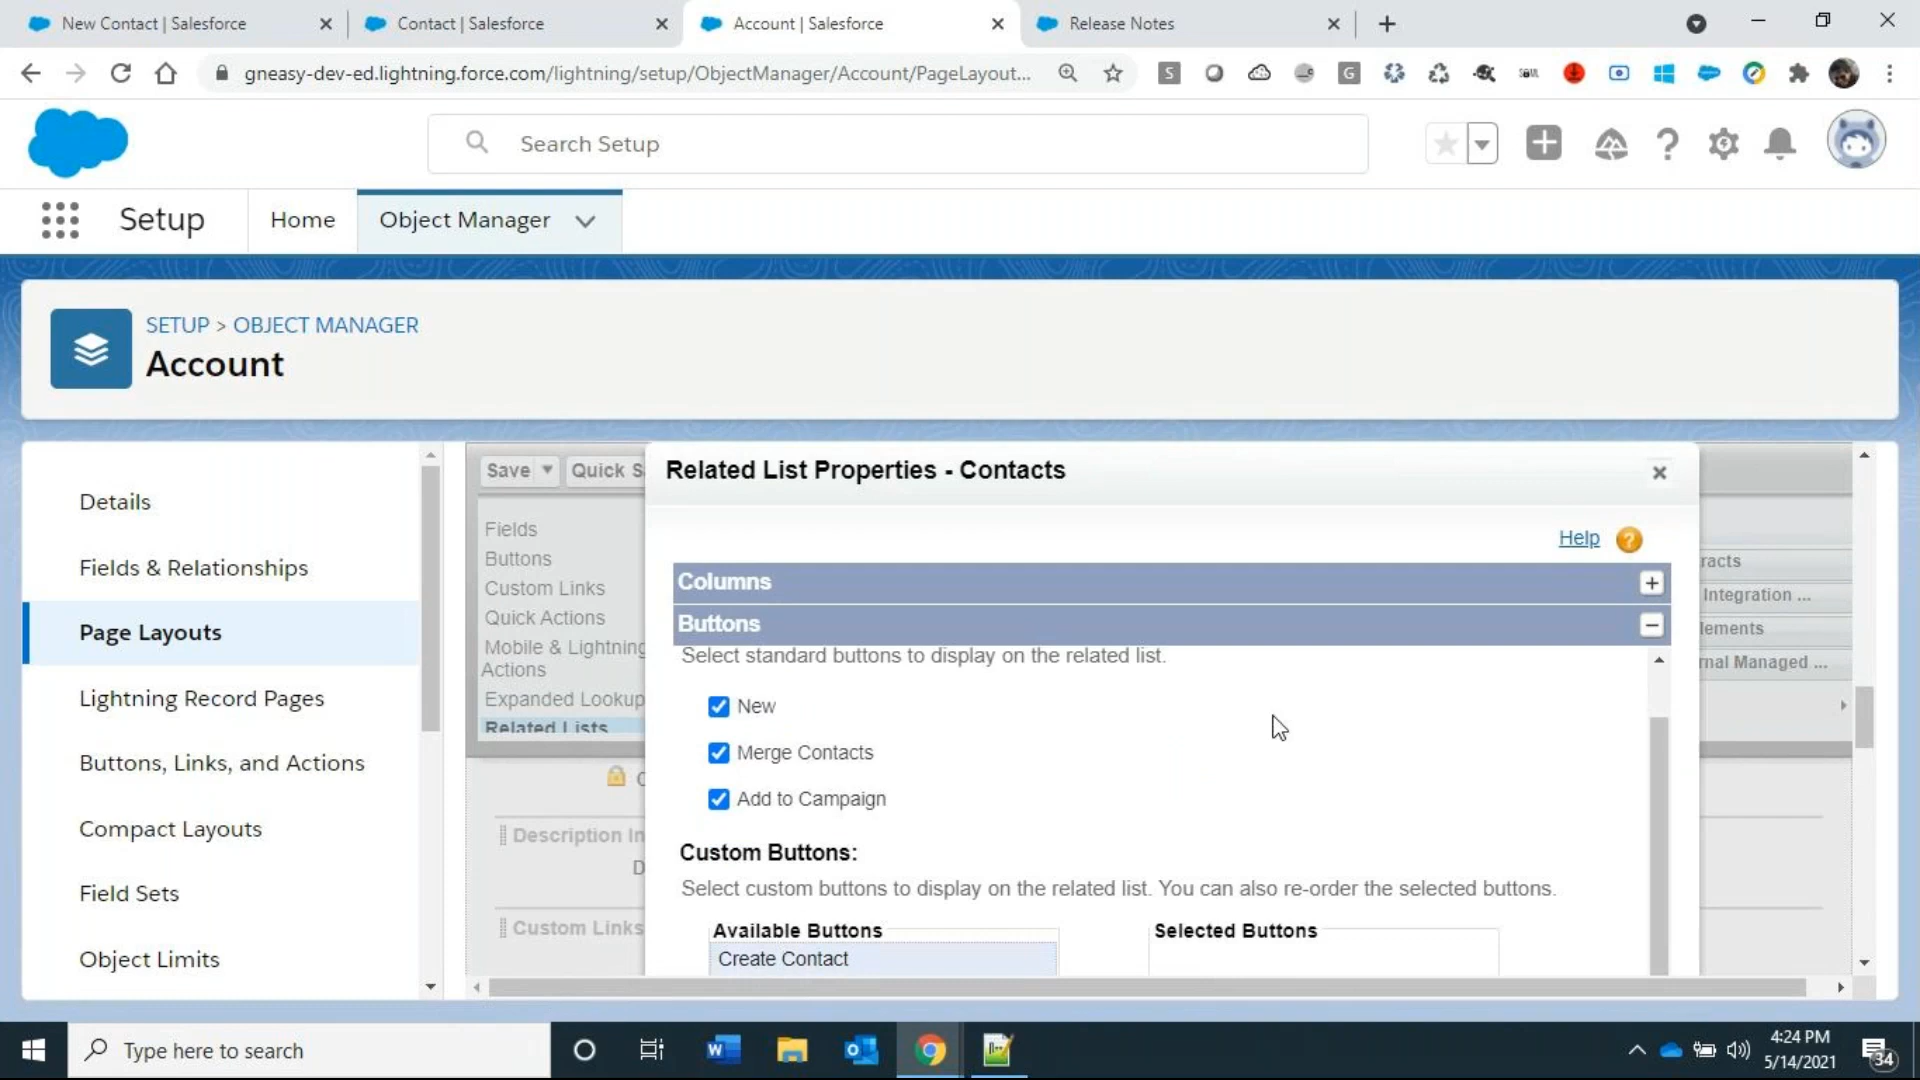 New Contact | Salesforce
Contact | Salesforce
Account | Salesforce
Release Notes
gneasy-dev-ed.lightning.force.com/lightning/setup/ObjectManager/Account/PageLayout...
Search Setup
Setup
Home
Object Manager
SETUP > OBJECT MANAGER
Account
Details
Fields & Relationships
Page Layouts
Lightning Record Pages
Buttons, Links, and Actions
Compact Layouts
Field Sets
Object Limits
Save
Quick S
Fields
Buttons
Custom Links
Quick Actions
Mobile & Lightning
Actions
Expanded Lookup
Related Lists
Description In
Custom Links
Related List Properties - Contacts
Help
Columns
Buttons
Select standard buttons to display on the related list.
New
Merge Contacts
Add to Campaign
Custom Buttons:
Select custom buttons to display on the related list. You can also re-order the selected buttons.
Available Buttons
Selected Buttons
Create Contact
racts
Integration ...
lements
rnal Managed ...
Type here to search
4:24 PM
5/14/2021
34